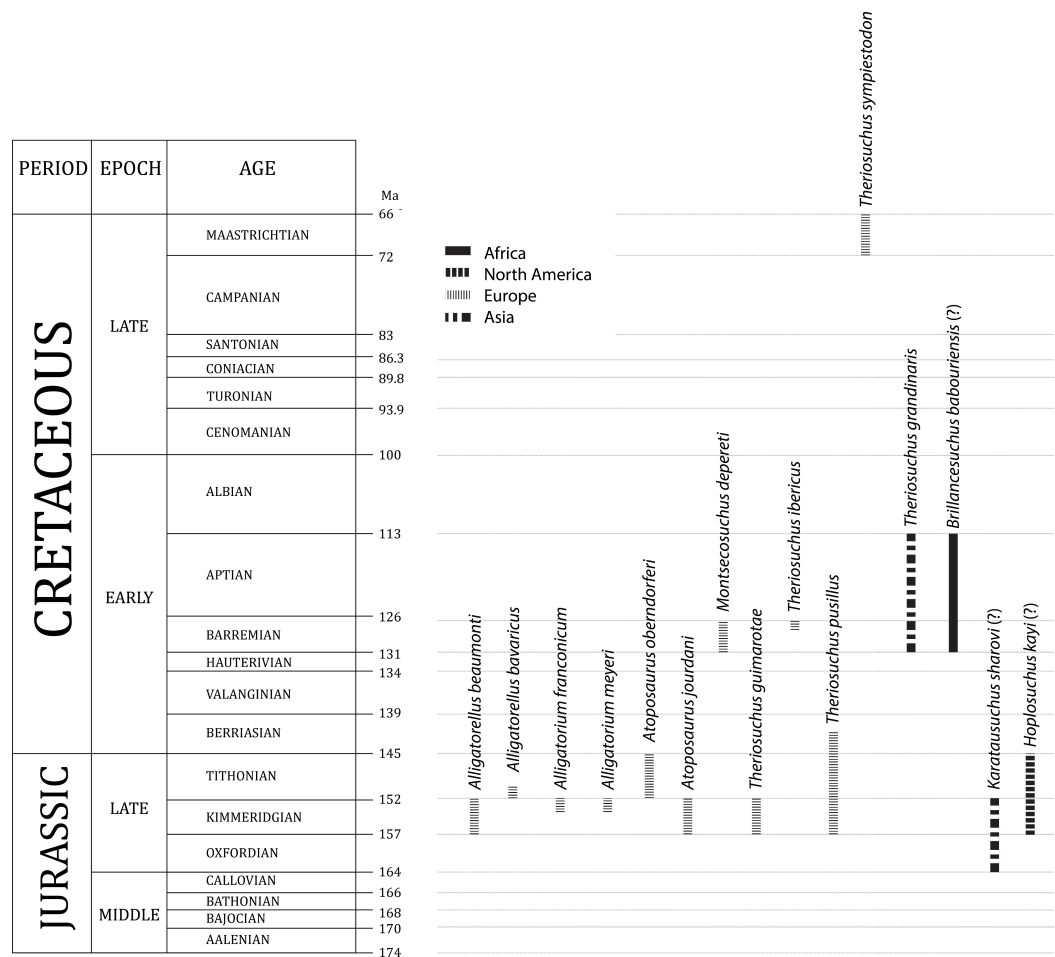 PERIOD EPOCH AGE
Ma
66
72
83
86.3
89.8
93.9
100
113
126
131
134
139
145
152
157
164
166
168
170
174
CRETACEOUS
JURASSIC
LATE
EARLY
LATE
MIDDLE
MAASTRICHTIAN
CAMPANIAN
SANTONIAN
CONIACIAN
TURONIAN
CENOMANIAN
ALBIAN
APTIAN
BARREMIAN
HAUTERIVIAN
VALANGINIAN
BERRIASIAN
TITHONIAN
KIMMERIDGIAN
OXFORDIAN
CALLOVIAN
BATHONIAN
BAJOCIAN
AALENIAN
Africa
North America
Europe
Asia
Alligatorellus beaumonti
Alligatorellus bavaricus
Alligatorium franconicum
Alligatorium meyeri
Atoposaurus oberndorferi
Atoposaurus jourdani
Montsecosuchus depereti
Theriosuchus guimarotae
Theriosuchus ibericus
Theriosuchus pusillus
Theriosuchus sympiestodon
Theriosuchus grandinaris
Brillancesuchus babouriensis (?)
Karatausuchus sharovi (?)
Hoplosuchus kayi (?)